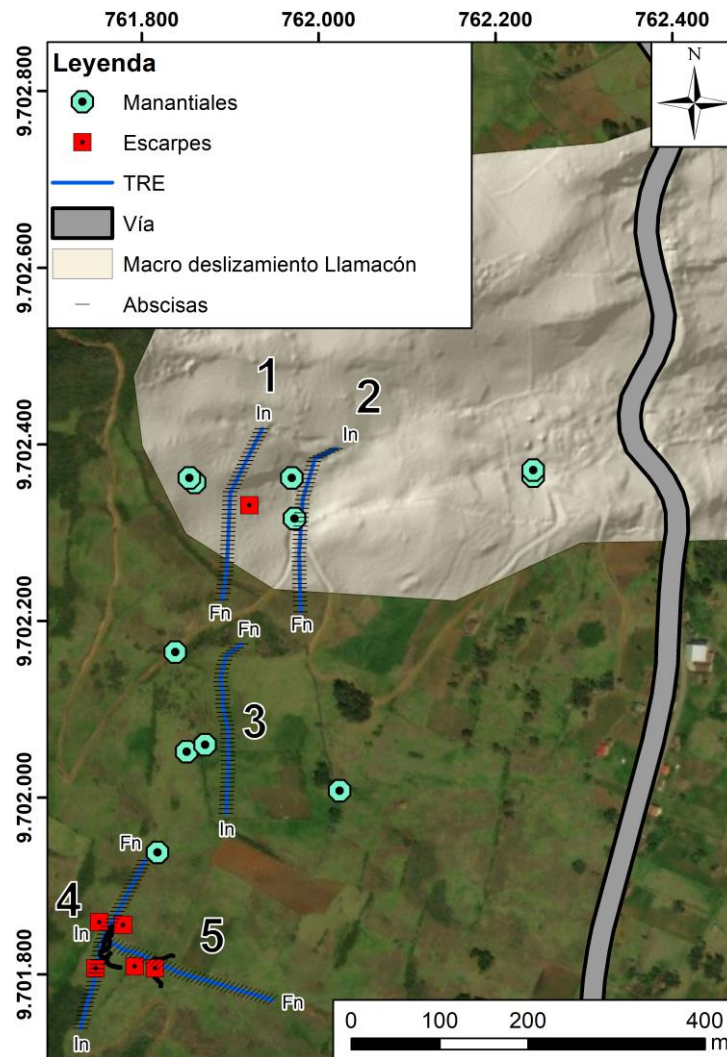 761.800 762.000 762.200 762.400
9.702.800
9.702.600
9.702.400
9.702.200
9.702.000
9.701.800
Leyenda
Manantiales
Escarpes
TRE
Vía
Macro deslizamiento Llamacón
Abscisas
N
1
In
2
In
Fn
Fn
Fn
3
In
Fn
4
In
5
Fn
In
0 100 200 400
m